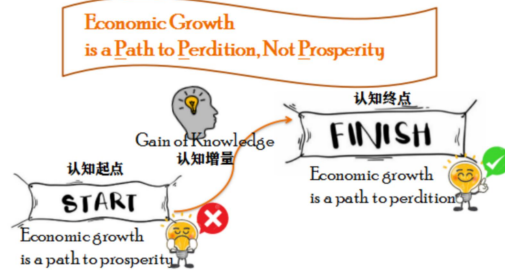 Economic Growth
is a Path to Perdition, Not Prosperity
认知终点
FINISH
Gain of Knowledge
认知增量
Economic growth
is a path to perdition
认知起点
START
Economic growth
is a path to prosperity